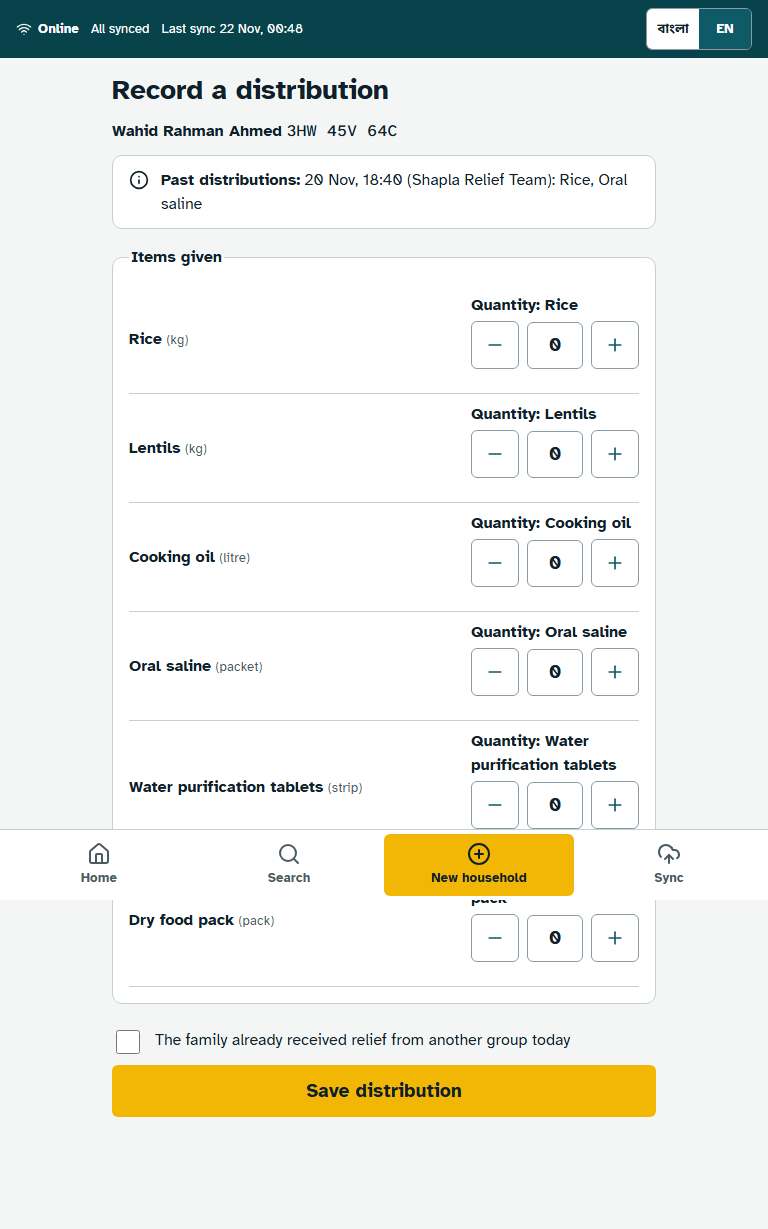 Online All synced Last sync 22 Nov, 00:48 বাংলা EN
Record a distribution
Wahid Rahman Ahmed 3HW 45V 64C
Past distributions: 20 Nov, 18:40 (Shapla Relief Team): Rice, Oral
saline
Items given
Quantity: Rice
Rice (kg)
− 0 +
Quantity: Lentils
Lentils (kg)
− 0 +
Quantity: Cooking oil
Cooking oil (litre)
− 0 +
Quantity: Oral saline
Oral saline (packet)
− 0 +
Quantity: Water
purification tablets
Water purification tablets (strip)
− 0 +
Home Search New household Sync
pack
Dry food pack (pack)
− 0 +
The family already received relief from another group today
Save distribution